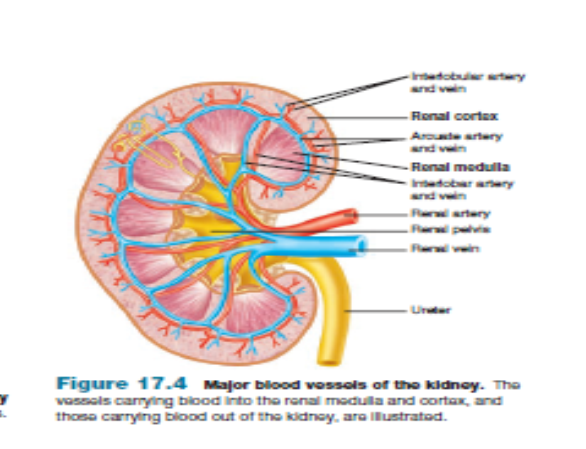 Interlobular artery
and vein
Renal cortex
Arcuate artery
and vein
Renal medulla
Interlobar artery
and vein
Renal artery
Renal pelvis
Renal vein
Ureter
Figure 17.4 Major blood vessels of the kidney. The
vessels carrying blood into the renal medulla and cortex, and
those carrying blood out of the kidney, are illustrated.
y
s.